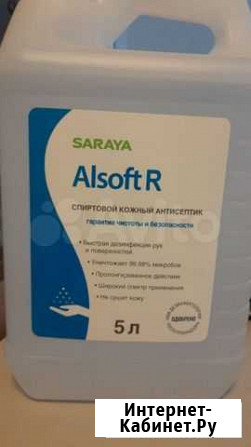 SARAYA
Alsoft R
СПИРТОВОЙ КОЖНЫЙ АНТИСЕПТИК
гарантия чистоты и безопасности
• Быстрая дезинфекция рук
и поверхностей
• Уничтожает 99,99% микробов
• Пролонгированное действие
• Широкий спектр применения
• Не сушит кожу
5 л
Интернет-
Кабинет.Ру